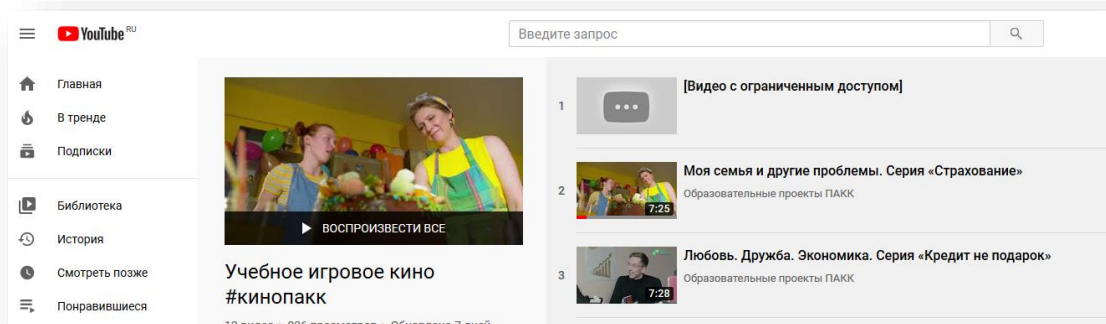 YouTube RU
Введите запрос
Главная
В тренде
Подписки
Библиотека
История
Смотреть позже
Понравившиеся
ВОСПРОИЗВЕСТИ ВСЕ
Учебное игровое кино
#кинопакк
1
[Видео с ограниченным доступом]
2
7:25
Моя семья и другие проблемы. Серия «Страхование»
Образовательные проекты ПАКК
3
7:28
Любовь. Дружба. Экономика. Серия «Кредит не подарок»
Образовательные проекты ПАКК